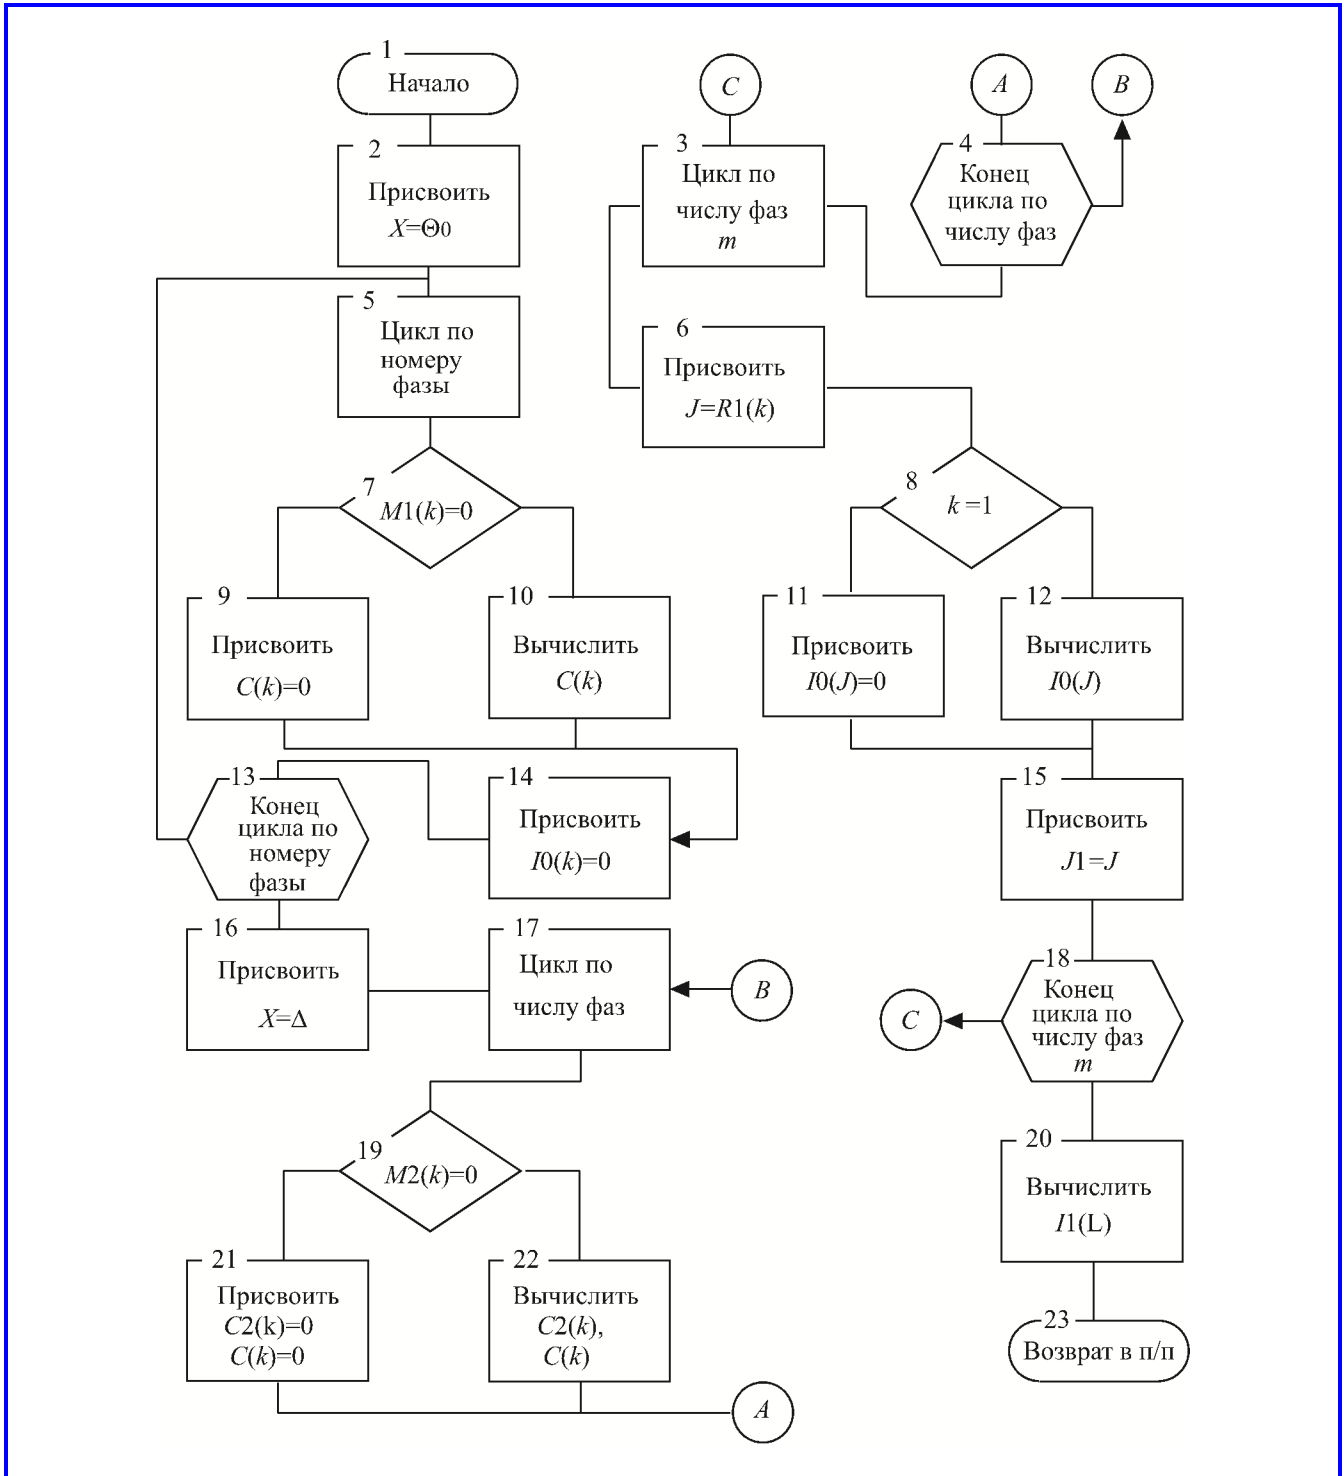 1
Начало
2
Присвоить
X=Θ0
5
Цикл по
номеру
фазы
7
M1(k)=0
9
Присвоить
C(k)=0
10
Вычислить
C(k)
13
Конец
цикла по
номеру
фазы
14
Присвоить
I0(k)=0
16
Присвоить
X=Δ
17
Цикл по
числу фаз
B
19
M2(k)=0
21
Присвоить
C2(k)=0
C(k)=0
22
Вычислить
C2(k),
C(k)
A
C
3
Цикл по
числу фаз
m
A
4
Конец
цикла по
числу фаз
B
6
Присвоить
J=R1(k)
8
k =1
11
Присвоить
I0(J)=0
12
Вычислить
I0(J)
15
Присвоить
J1=J
18
Конец
цикла по
числу фаз
m
C
20
Вычислить
I1(L)
23
Возврат в п/п